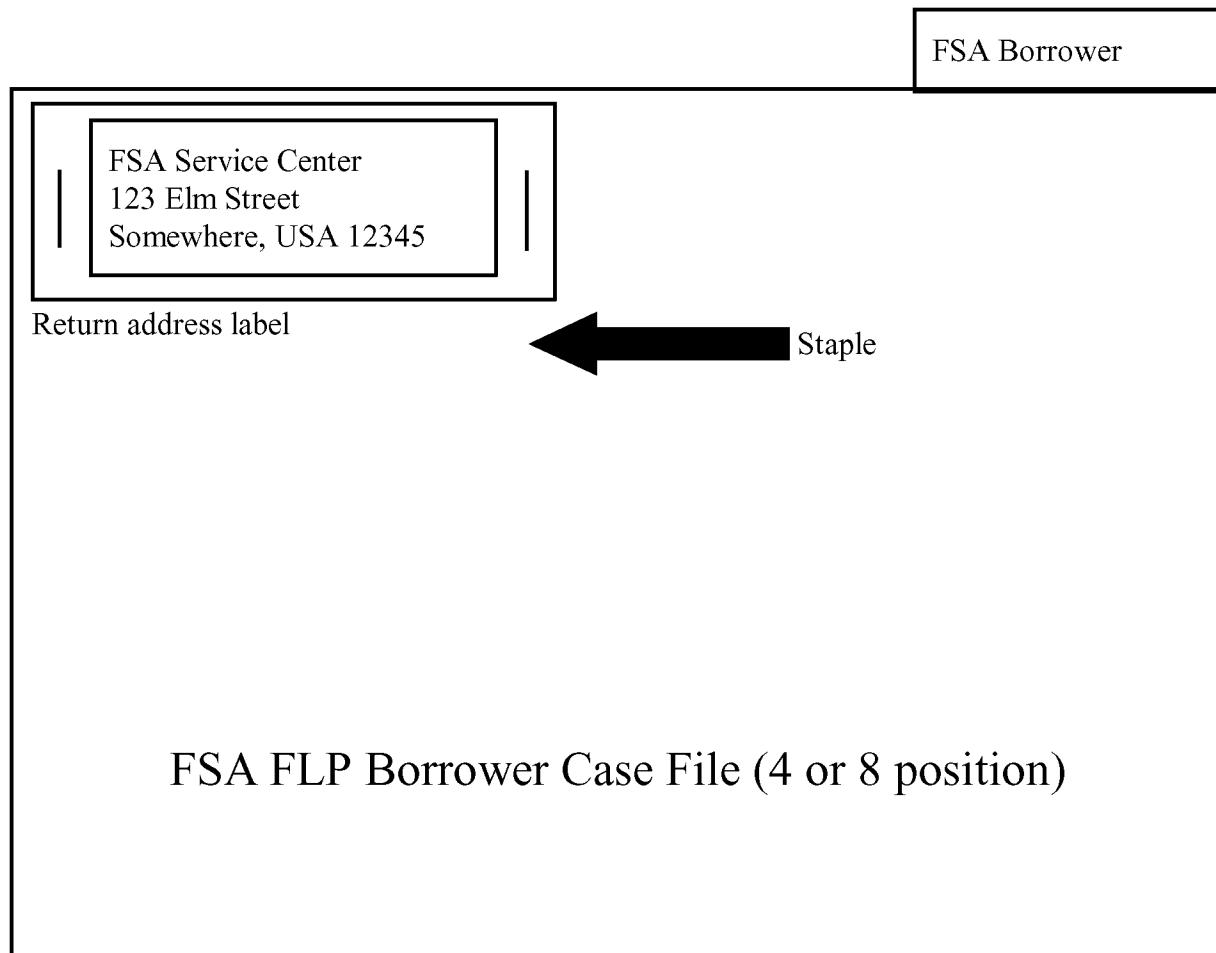 FSA Borrower
FSA Service Center
123 Elm Street
Somewhere, USA 12345
Return address label
Staple
FSA FLP Borrower Case File (4 or 8 position)